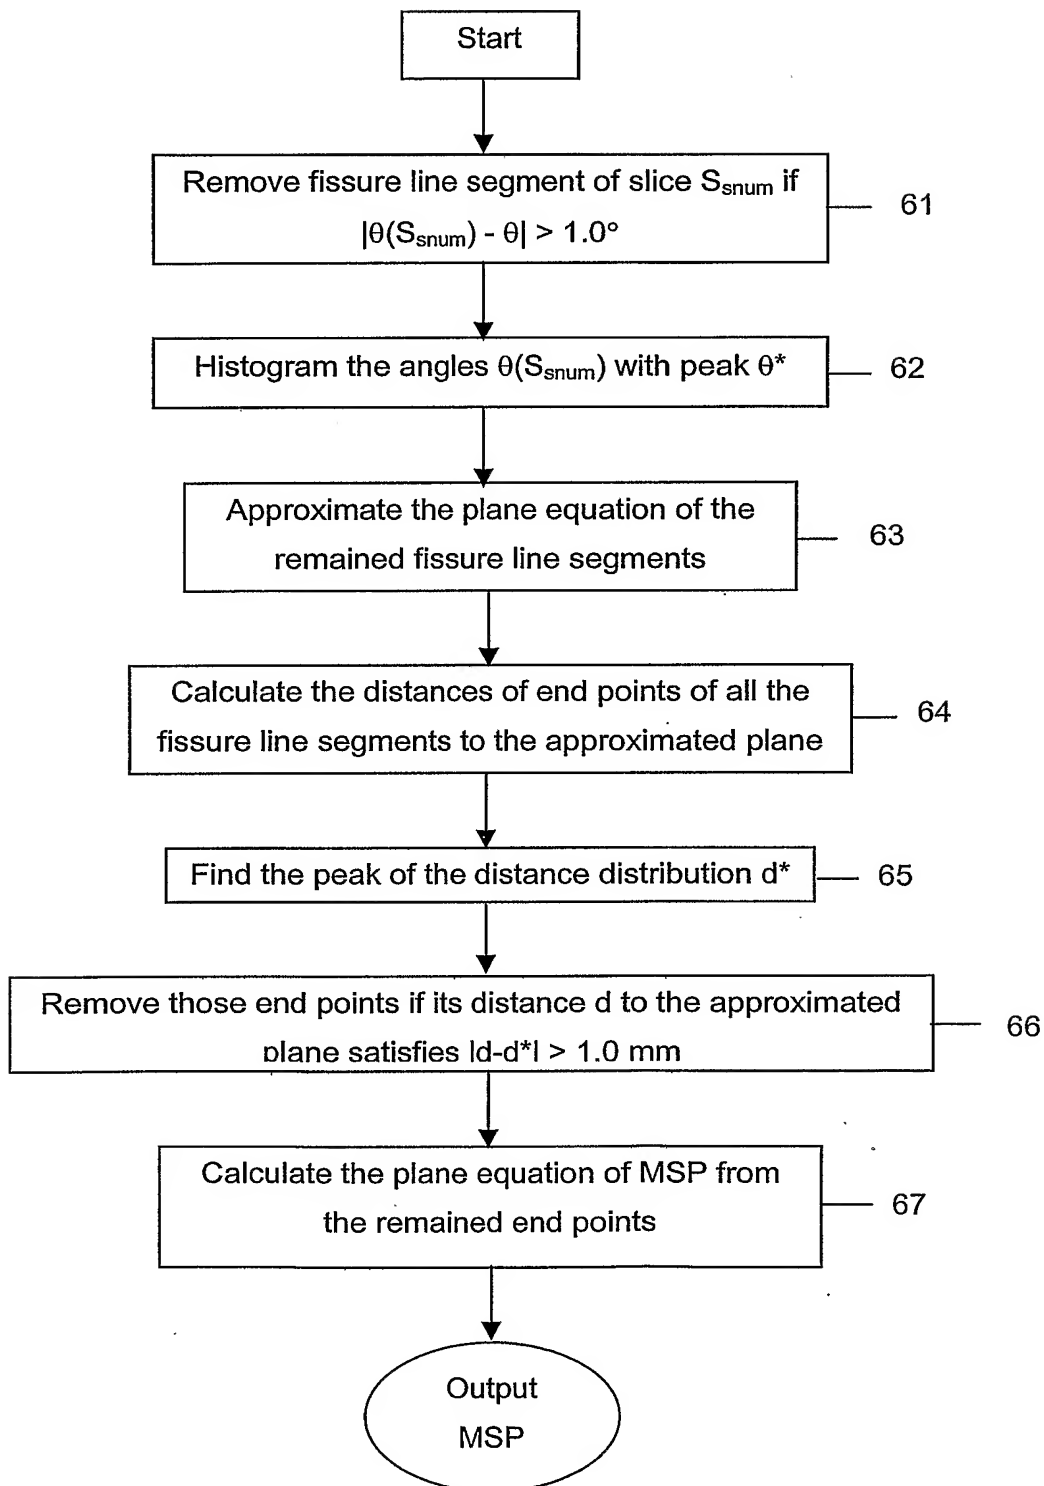 Start
Remove fissure line segment of slice Ssnum if
|θ(Ssnum) - θ| > 1.0°
61
Histogram the angles θ(Ssnum) with peak θ*
62
Approximate the plane equation of the
remained fissure line segments
63
Calculate the distances of end points of all the
fissure line segments to the approximated plane
64
Find the peak of the distance distribution d*
65
Remove those end points if its distance d to the approximated
plane satisfies |d-d*| > 1.0 mm
66
Calculate the plane equation of MSP from
the remained end points
67
Output
MSP